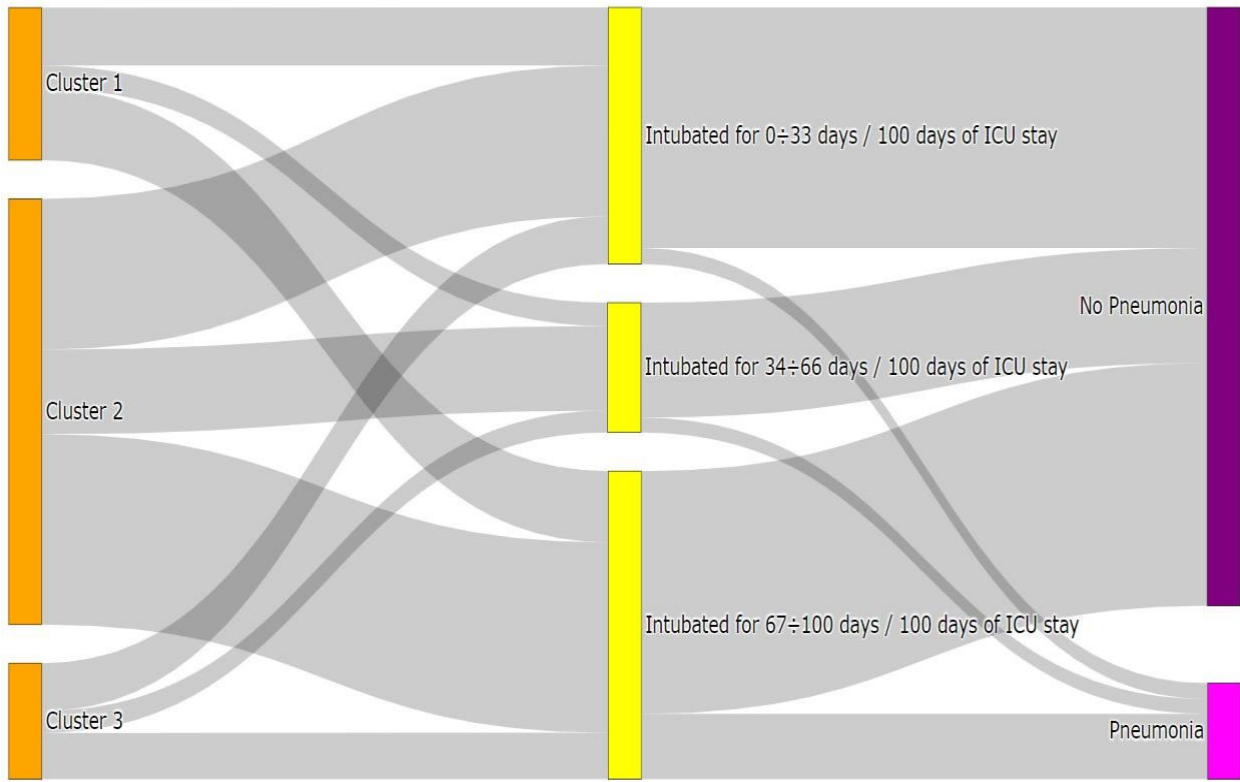 Cluster 1
Cluster 2
Cluster 3
Intubated for 0÷33 days / 100 days of ICU stay
Intubated for 34÷66 days / 100 days of ICU stay
Intubated for 67÷100 days / 100 days of ICU stay
No Pneumonia
Pneumonia